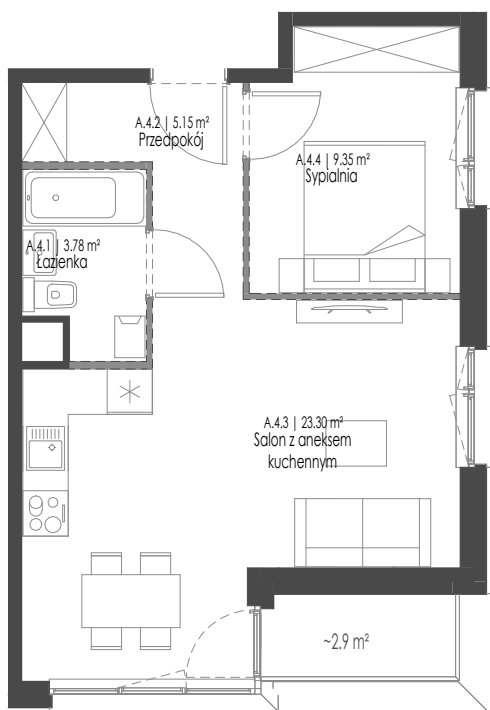 A.4.2 | 5.15 m²
Przedpokój
A.4.4 | 9.35 m²
Sypialnia
A.4.1 | 3.78 m²
Łazienka
A.4.3 | 23.30 m²
Salon z aneksem
kuchennym
~2.9 m²